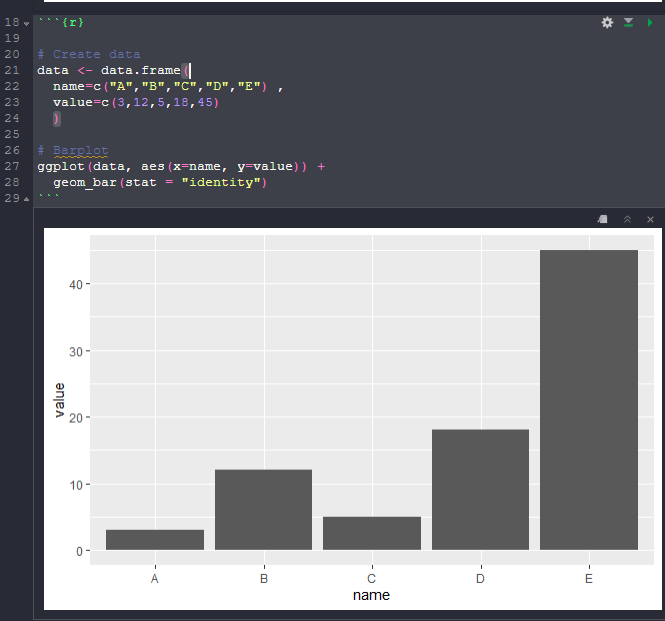 18 ```{r}
19
20 # Create data
21 data <- data.frame(
22 name=c("A","B","C","D","E") ,
23 value=c(3,12,5,18,45)
24 )
25
26 # Barplot
27 ggplot(data, aes(x=name, y=value)) +
28 geom_bar(stat = "identity")
29 ```
40
30
20
10
0
value
A B C D E
name